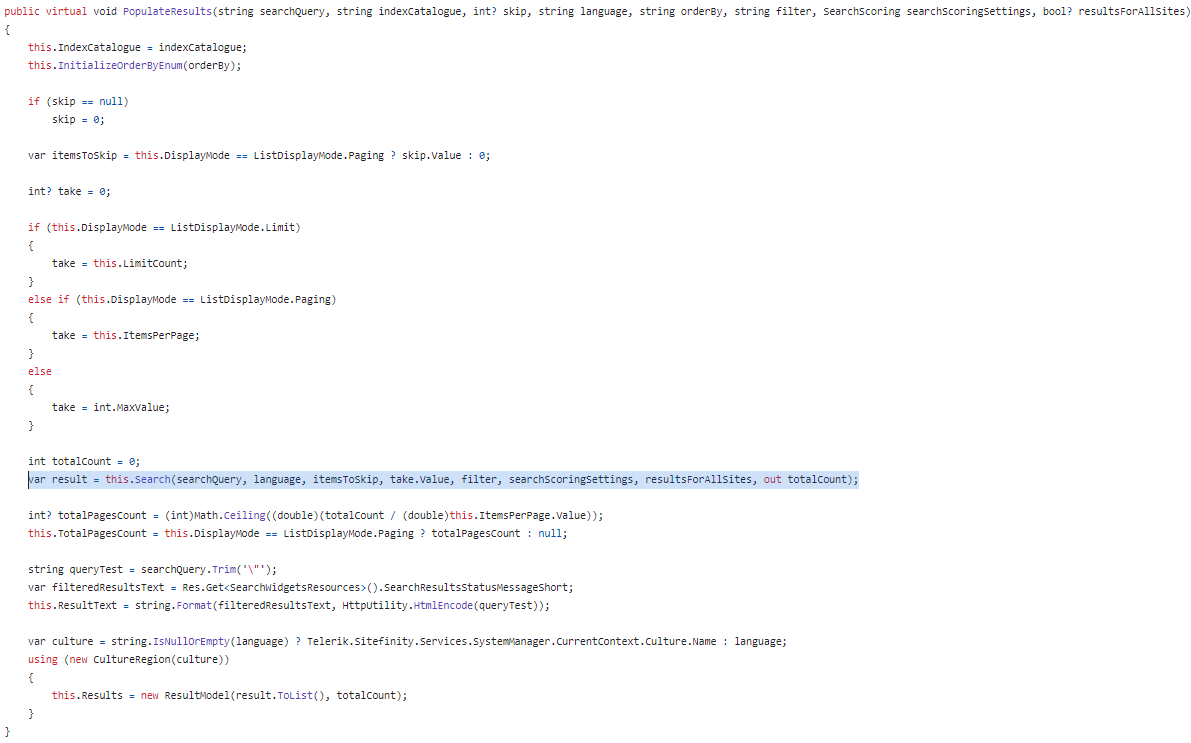 public virtual void PopulateResults(string searchQuery, string indexCatalogue, int? skip, string language, string orderBy, string filter, SearchScoring searchScoringSettings, bool? resultsForAllSites)
{
    this.IndexCatalogue = indexCatalogue;
    this.InitializeOrderByEnum(orderBy);

    if (skip == null)
        skip = 0;

    var itemsToSkip = this.DisplayMode == ListDisplayMode.Paging ? skip.Value : 0;

    int? take = 0;

    if (this.DisplayMode == ListDisplayMode.Limit)
    {
        take = this.LimitCount;
    }
    else if (this.DisplayMode == ListDisplayMode.Paging)
    {
        take = this.ItemsPerPage;
    }
    else
    {
        take = int.MaxValue;
    }

    int totalCount = 0;
    var result = this.Search(searchQuery, language, itemsToSkip, take.Value, filter, searchScoringSettings, resultsForAllSites, out totalCount);

    int? totalPagesCount = (int)Math.Ceiling((double)(totalCount / (double)this.ItemsPerPage.Value));
    this.TotalPagesCount = this.DisplayMode == ListDisplayMode.Paging ? totalPagesCount : null;

    string queryTest = searchQuery.Trim('\"');
    var filteredResultsText = Res.Get<SearchWidgetsResources>().SearchResultsStatusMessageShort;
    this.ResultText = string.Format(filteredResultsText, HttpUtility.HtmlEncode(queryTest));

    var culture = string.IsNullOrEmpty(language) ? Telerik.Sitefinity.Services.SystemManager.CurrentContext.Culture.Name : language;
    using (new CultureRegion(culture))
    {
        this.Results = new ResultModel(result.ToList(), totalCount);
    }
}